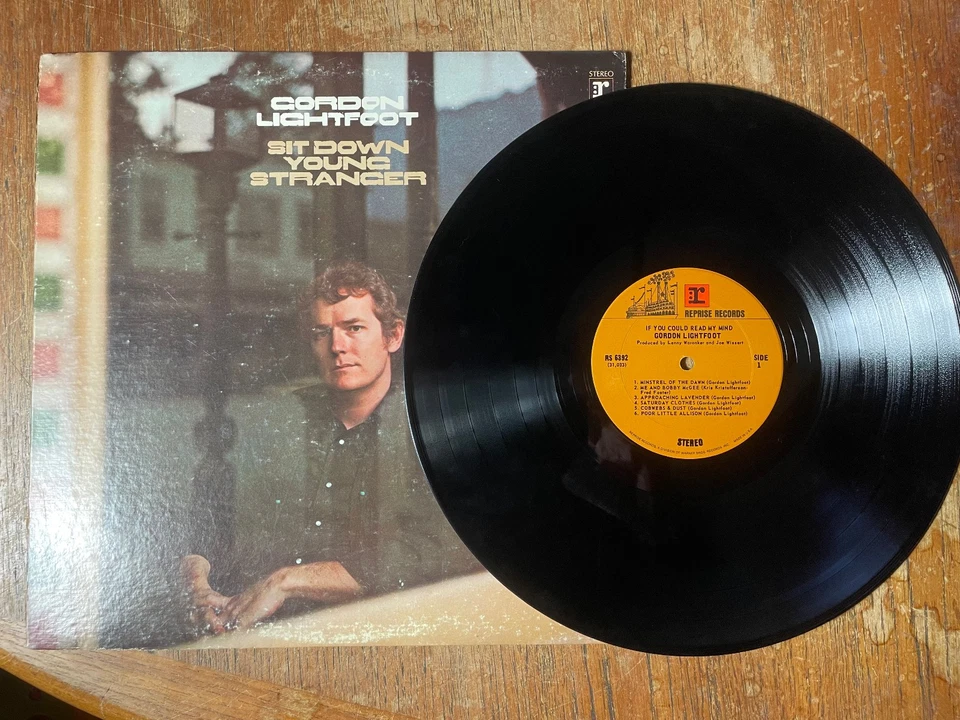 STEREO
r
GORDON
LIGHTFOOT
SIT DOWN
YOUNG
STRANGER
r
REPRISE RECORDS
IF YOU COULD READ MY MIND
GORDON LIGHTFOOT
Produced by Lenny Waronker and Joe Wissert
RS 6392
(31,033)
SIDE
1
1. MINSTREL OF THE DAWN (Gordon Lightfoot)
2. ME AND BOBBY McGEE (Kris Kristofferson-
Fred Foster)
3. APPROACHING LAVENDER (Gordon Lightfoot)
4. SATURDAY CLOTHES (Gordon Lightfoot)
5. COBWEBS & DUST (Gordon Lightfoot)
6. POOR LITTLE ALLISON (Gordon Lightfoot)
STEREO